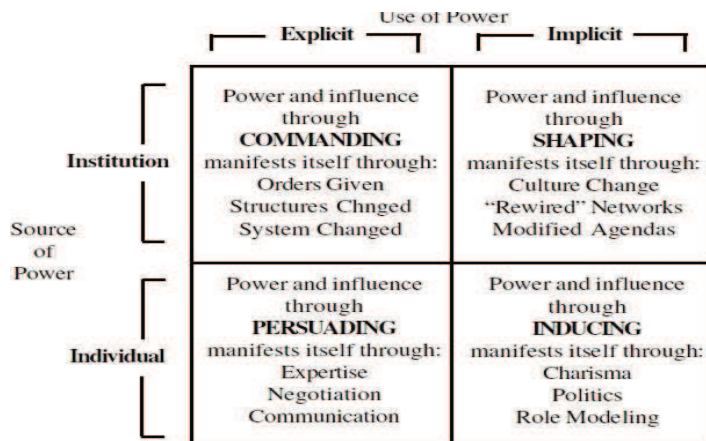 Use of Power
Explicit
Implicit
Source
of
Power
Institution
Power and influence
through
COMMANDING
manifests itself through:
Orders Given
Structures Chnged
System Changed
Power and influence
through
SHAPING
manifests itself through:
Culture Change
“Rewired” Networks
Modified Agendas
Individual
Power and influence
through
PERSUADING
manifests itself through:
Expertise
Negotiation
Communication
Power and influence
through
INDUCING
manifests itself through:
Charisma
Politics
Role Modeling